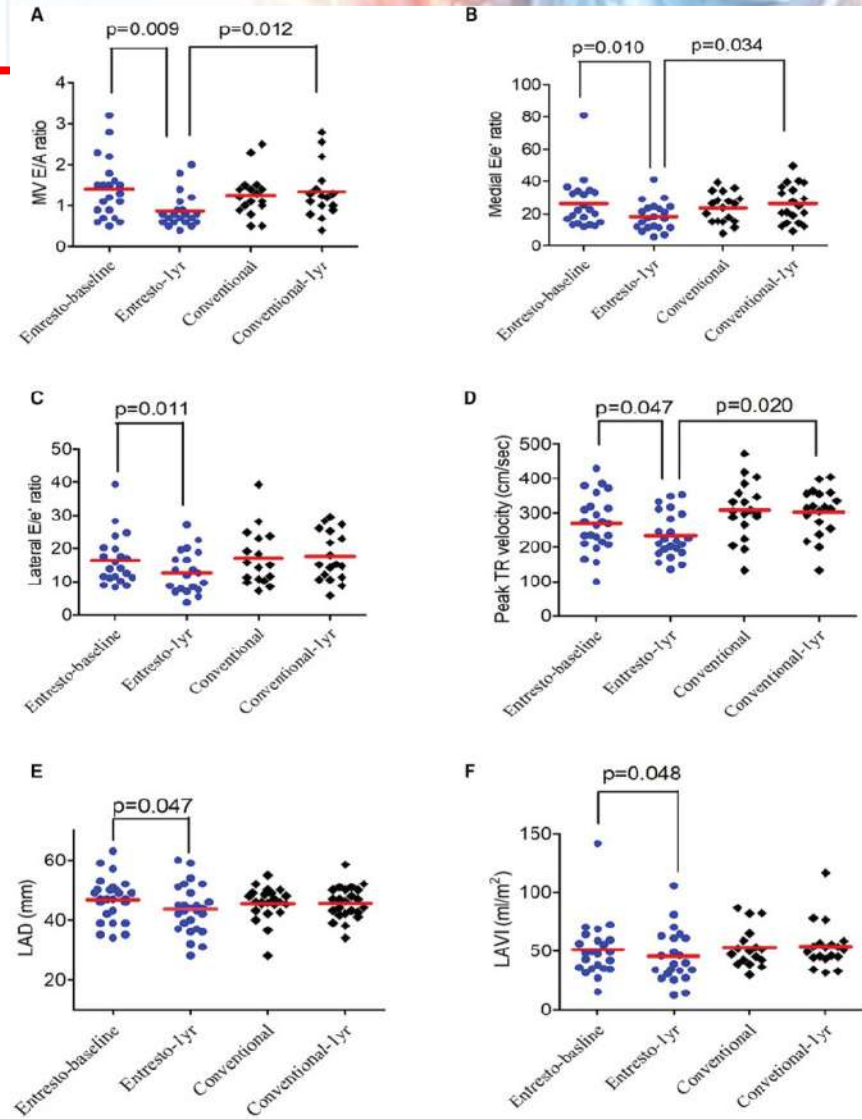 A
p=0.009
p=0.012
MV E/A ratio
4
3
2
1
0
Entresto-baseline
Entresto-1yr
Conventional
Conventional-1yr
B
p=0.010
p=0.034
Medial E/e' ratio
100
80
60
40
20
0
Entresto-baseline
Entresto-1yr
Conventional
Conventional-1yr
C
p=0.011
Lateral E/e' ratio
50
40
30
20
10
0
Entresto-baseline
Entresto-1yr
Conventional
Conventional-1yr
D
p=0.047
p=0.020
Peak TR velocity (cm/sec)
500
400
300
200
100
0
Entresto-baseline
Entresto-1yr
Conventional
Conventional-1yr
E
p=0.047
LAD (mm)
60
40
20
Entresto-baseline
Entresto-1yr
Conventional
Conventional-1yr
F
p=0.048
LAVI (ml/m²)
150
100
50
0
Entresto-basline
Entresto-1yr
Conventional
Convetional-1yr